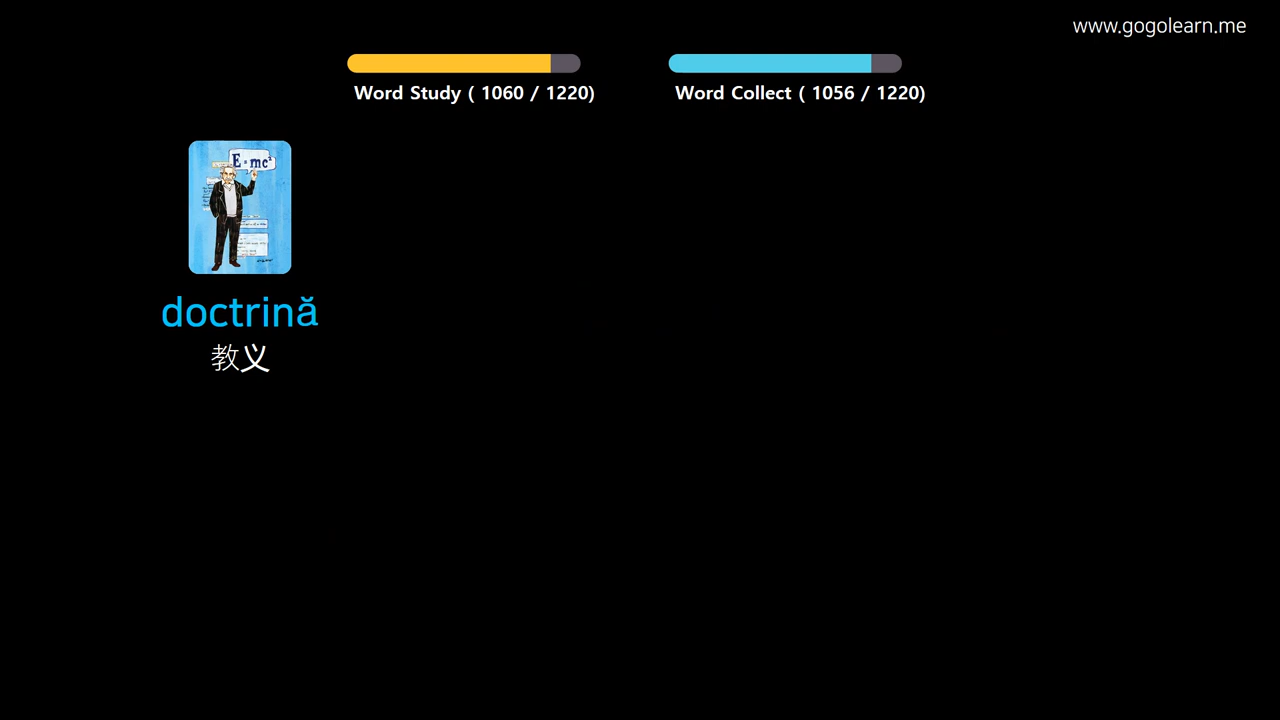 www.gogolearn.me
Word Study ( 1060 / 1220)
Word Collect ( 1056 / 1220)
E=mc²
doctrină
教义